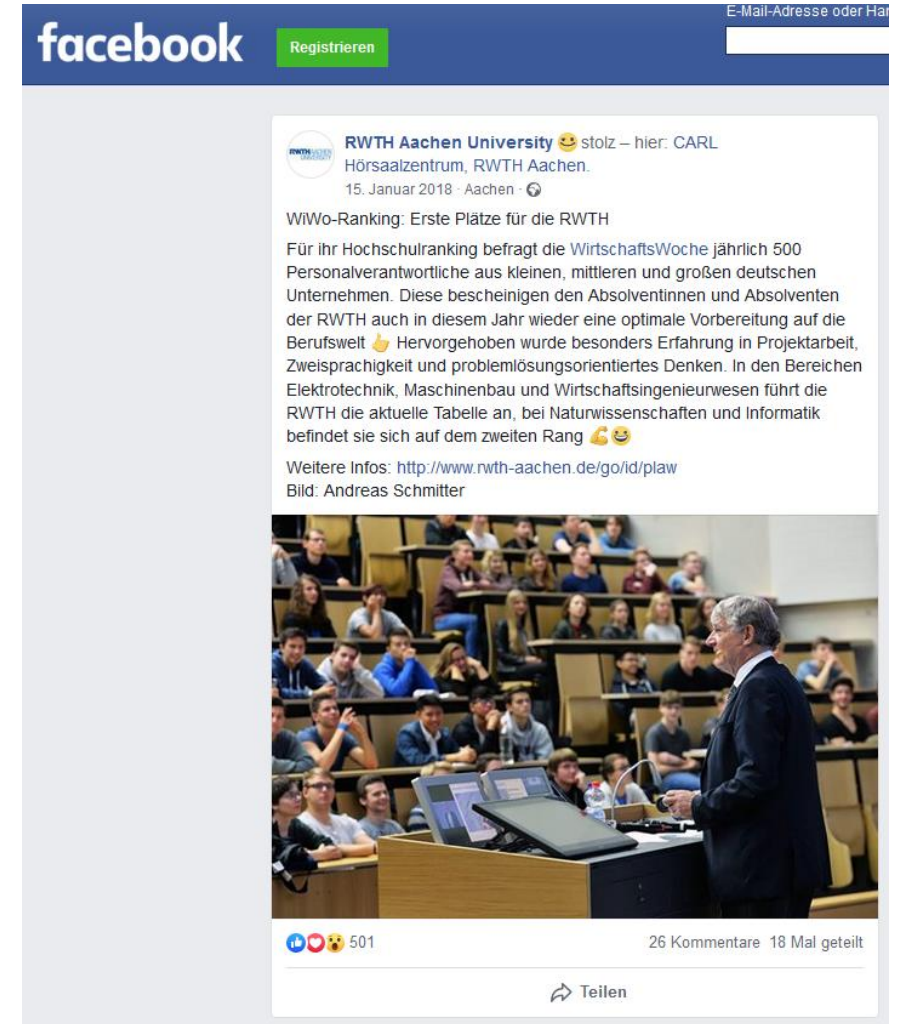 E-Mail-Adresse oder Har
facebook
Registrieren
RWTH Aachen University 😃 stolz – hier: CARL
Hörsaalzentrum, RWTH Aachen.
15. Januar 2018 · Aachen ·
WiWo-Ranking: Erste Plätze für die RWTH
Für ihr Hochschulranking befragt die WirtschaftsWoche jährlich 500
Personalverantwortliche aus kleinen, mittleren und großen deutschen
Unternehmen. Diese bescheinigen den Absolventinnen und Absolventen
der RWTH auch in diesem Jahr wieder eine optimale Vorbereitung auf die
Berufswelt 👍 Hervorgehoben wurde besonders Erfahrung in Projektarbeit,
Zweisprachigkeit und problemlösungsorientiertes Denken. In den Bereichen
Elektrotechnik, Maschinenbau und Wirtschaftsingenieurwesen führt die
RWTH die aktuelle Tabelle an, bei Naturwissenschaften und Informatik
befindet sie sich auf dem zweiten Rang 💪😄
Weitere Infos: http://www.rwth-aachen.de/go/id/plaw
Bild: Andreas Schmitter
501
26 Kommentare 18 Mal geteilt
Teilen